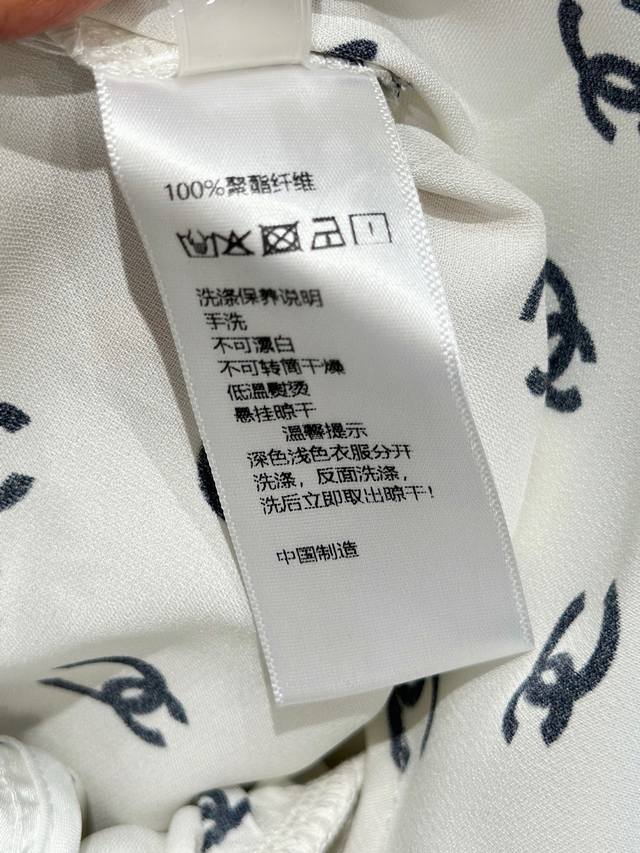 100%聚酯纤维
洗涤保养说明
手洗
不可漂白
不可转筒干燥
低温熨烫
悬挂晾干
温馨提示
深色浅色衣服分开
洗涤，反面洗涤，
洗后立即取出晾干！
中国制造